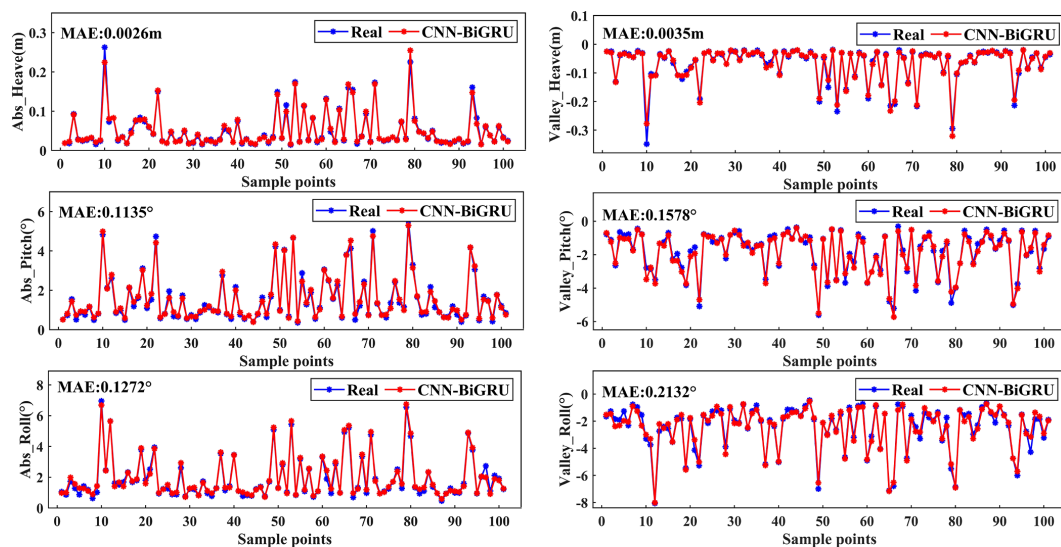 MAE:0.0026m
Real CNN-BiGRU
Abs_Heave(m)
0.3
0.2
0.1
0
0 10 20 30 40 50 60 70 80 90 100
Sample points
MAE:0.0035m
Real CNN-BiGRU
Valley_Heave(m)
0.1
0
-0.1
-0.2
-0.3
0 10 20 30 40 50 60 70 80 90 100
Sample points
MAE:0.1135°
Real CNN-BiGRU
Abs_Pitch(°)
6
4
2
0
0 10 20 30 40 50 60 70 80 90 100
Sample points
MAE:0.1578°
Real CNN-BiGRU
Valley_Pitch(°)
0
-2
-4
-6
0 10 20 30 40 50 60 70 80 90 100
Sample points
MAE:0.1272°
Real CNN-BiGRU
Abs_Roll(°)
8
6
4
2
0
0 10 20 30 40 50 60 70 80 90 100
Sample points
MAE:0.2132°
Real CNN-BiGRU
Valley_Roll(°)
0
-2
-4
-6
-8
0 10 20 30 40 50 60 70 80 90 100
Sample points